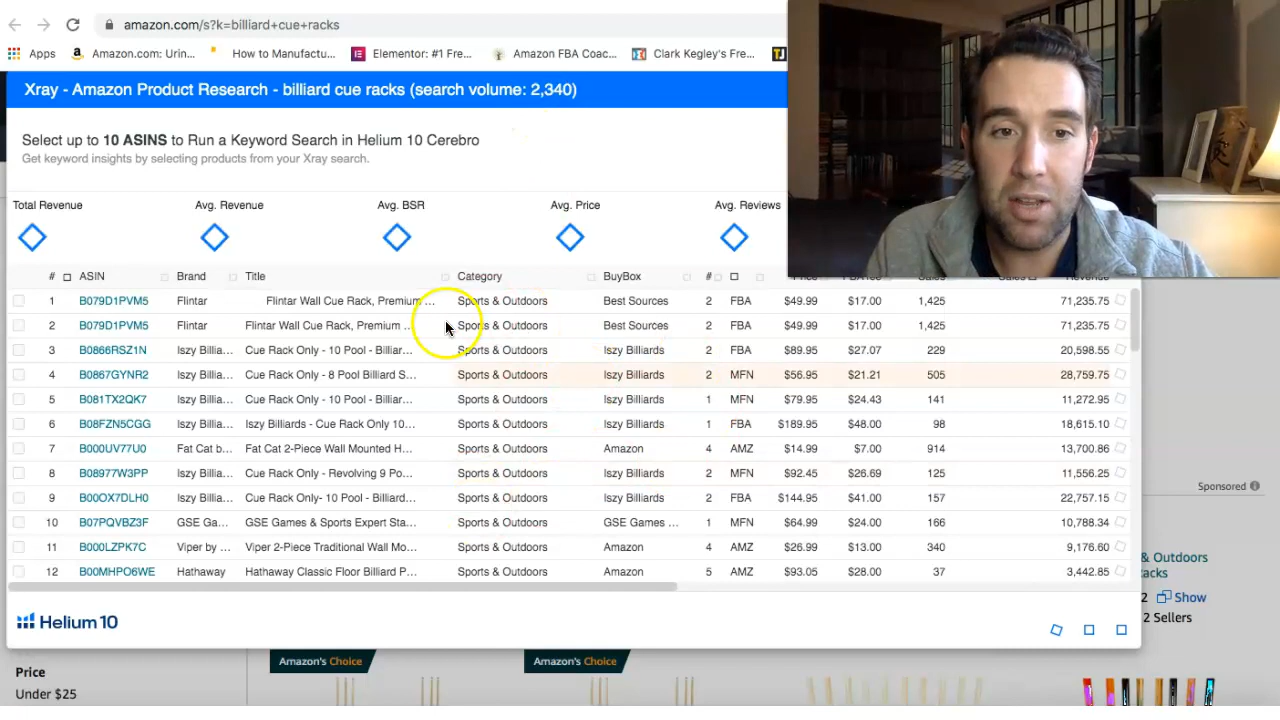 amazon.com/s?k=billiard+cue+racks
Apps
Amazon.com: Urin...
How to Manufactu...
Elementor: #1 Fre...
Amazon FBA Coac...
Clark Kegley's Fre...
Xray - Amazon Product Research - billiard cue racks (search volume: 2,340)
Select up to 10 ASINS to Run a Keyword Search in Helium 10 Cerebro
Get keyword insights by selecting products from your Xray search.
Total Revenue Avg. Revenue Avg. BSR Avg. Price Avg. Reviews
# ASIN Brand Title Category BuyBox # Sales Revenue
1 B079D1PVM5 Flintar Flintar Wall Cue Rack, Premium ... Sports & Outdoors Best Sources 2 FBA $49.99 $17.00 1,425 71,235.75
2 B079D1PVM5 Flintar Flintar Wall Cue Rack, Premium ... Sports & Outdoors Best Sources 2 FBA $49.99 $17.00 1,425 71,235.75
3 B0866RSZ1N Iszy Billia... Cue Rack Only - 10 Pool - Billiar... Sports & Outdoors Iszy Billiards 2 FBA $89.95 $27.07 229 20,598.55
4 B0867GYNR2 Iszy Billia... Cue Rack Only - 8 Pool Billiard S... Sports & Outdoors Iszy Billiards 2 MFN $56.95 $21.21 505 28,759.75
5 B081TX2QK7 Iszy Billia... Cue Rack Only - 10 Pool - Billiar... Sports & Outdoors Iszy Billiards 1 MFN $79.95 $24.43 141 11,272.95
6 B08FZN5CGG Iszy Billia... Iszy Billiards - Cue Rack Only 10... Sports & Outdoors Iszy Billiards 1 FBA $189.95 $48.00 98 18,615.10
7 B000UV77U0 Fat Cat b... Fat Cat 2-Piece Wall Mounted H... Sports & Outdoors Amazon 4 AMZ $14.99 $7.00 914 13,700.86
8 B08977W3PP Iszy Billia... Cue Rack Only - Revolving 9 Po... Sports & Outdoors Iszy Billiards 2 MFN $92.45 $26.69 125 11,556.25
9 B00OX7DLH0 Iszy Billia... Cue Rack Only- 10 Pool - Billiard... Sports & Outdoors Iszy Billiards 2 FBA $144.95 $41.00 157 22,757.15
10 B07PQVBZ3F GSE Ga... GSE Games & Sports Expert Sta... Sports & Outdoors GSE Games ... 1 MFN $64.99 $24.00 166 10,788.34
11 B000LZPK7C Viper by ... Viper 2-Piece Traditional Wall Mo... Sports & Outdoors Amazon 4 AMZ $26.99 $13.00 340 9,176.60
12 B00MHPO6WE Hathaway Hathaway Classic Floor Billiard P... Sports & Outdoors Amazon 5 AMZ $93.05 $28.00 37 3,442.85
Sponsored
& Outdoors
acks
2 Show
2 Sellers
Helium 10
Amazon's Choice
Amazon's Choice
Price
Under $25